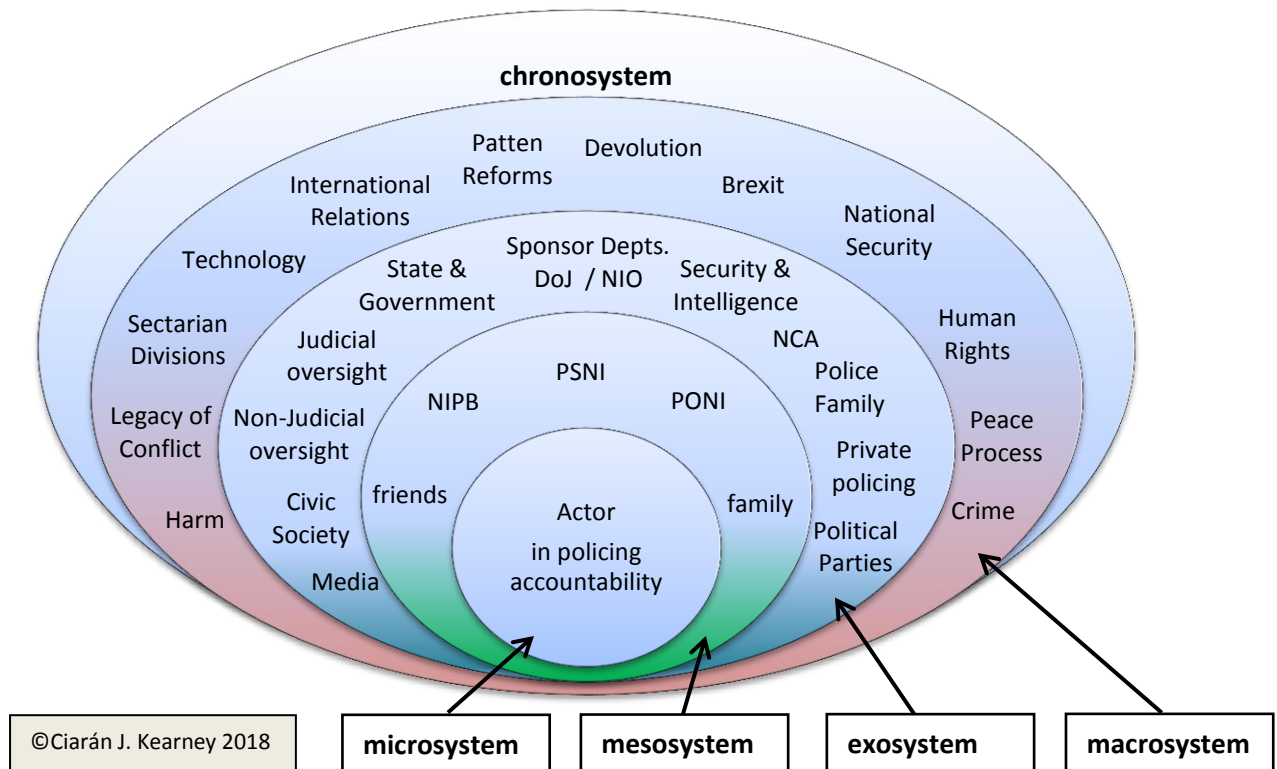 chronosystem
Patten
Reforms
Devolution
International
Relations
Brexit
National
Security
Technology
Sponsor Depts.
DoJ / NIO
State &
Government
Security &
Intelligence
Sectarian
Divisions
Human
Rights
Judicial
oversight
NCA
PSNI
Police
Family
NIPB
PONI
Legacy of
Conflict
Non-Judicial
oversight
Peace
Process
Private
policing
friends
family
Civic
Society
Actor
in policing
accountability
Harm
Crime
Political
Parties
Media
©Ciarán J. Kearney 2018
microsystem
mesosystem
exosystem
macrosystem